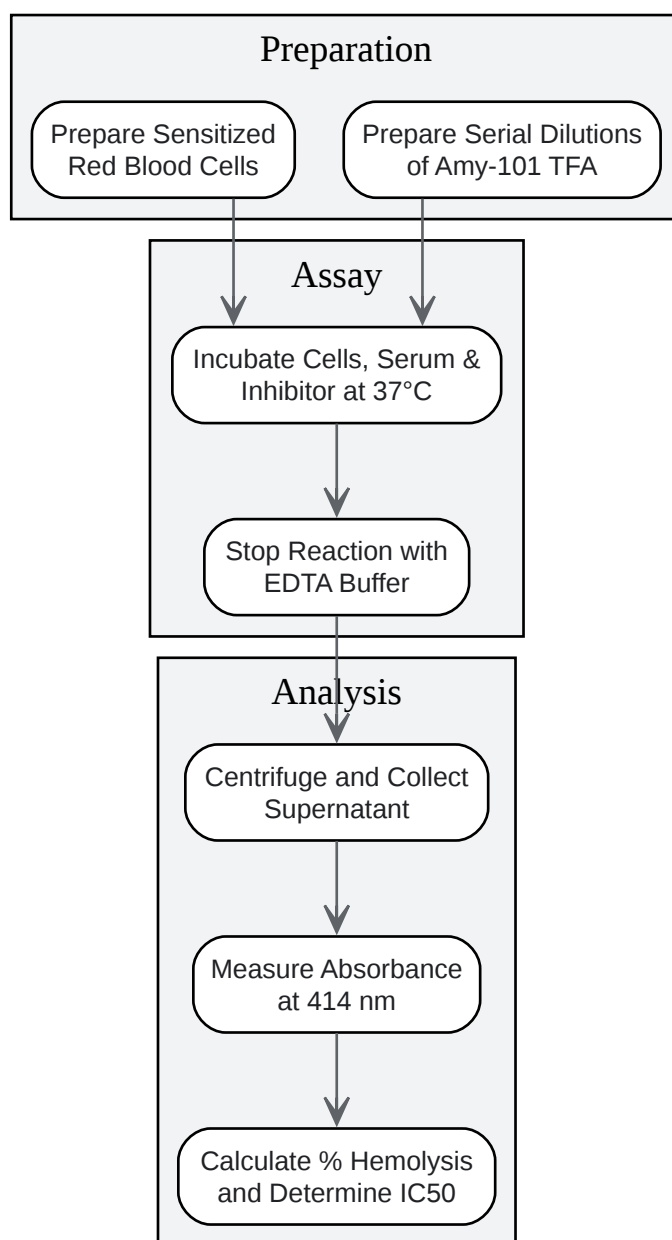 Preparation
Prepare Sensitized
Red Blood Cells
Prepare Serial Dilutions
of Amy-101 TFA
Assay
Incubate Cells, Serum &
Inhibitor at 37°C
Stop Reaction with
EDTA Buffer
Analysis
Centrifuge and Collect
Supernatant
Measure Absorbance
at 414 nm
Calculate % Hemolysis
and Determine IC50